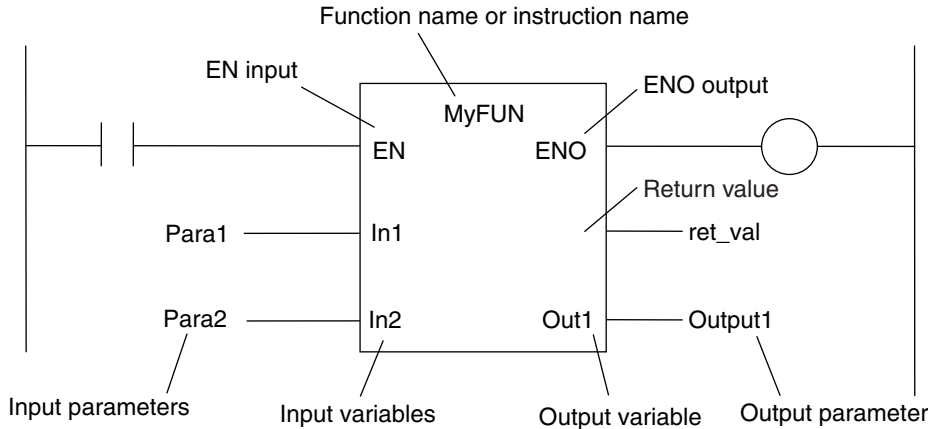 Function name or instruction name
EN input
ENO output
MyFUN
EN
ENO
Return value
Para1
In1
ret_val
Para2
In2
Out1
Output1
Input parameters
Input variables
Output variable
Output parameter